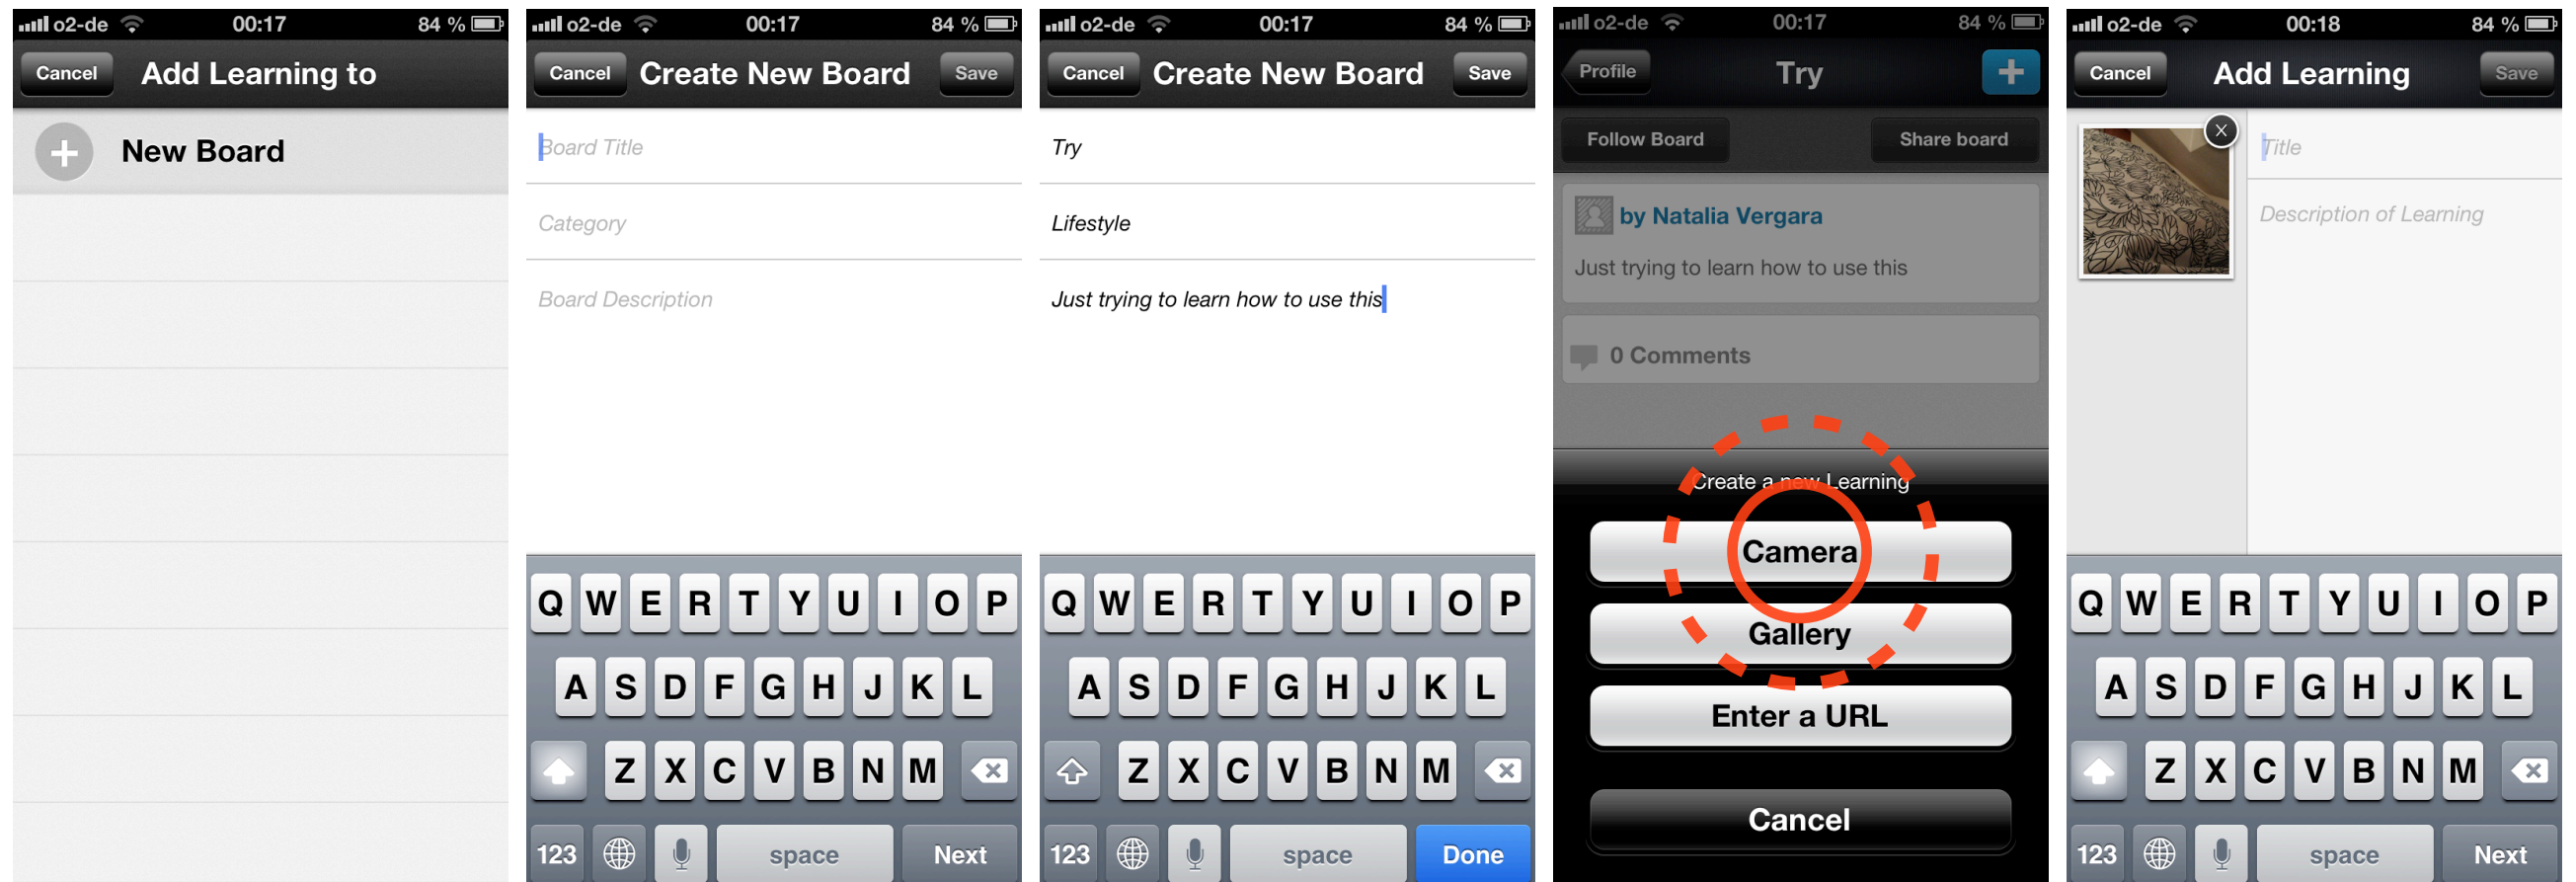 o2-de 00:17 84 %
Cancel Add Learning to
New Board
o2-de 00:17 84 %
Cancel Create New Board Save
Board Title
Category
Board Description
Q W E R T Y U I O P
A S D F G H J K L
Z X C V B N M
123 space Next
o2-de 00:17 84 %
Cancel Create New Board Save
Try
Lifestyle
Just trying to learn how to use this
Q W E R T Y U I O P
A S D F G H J K L
Z X C V B N M
123 space Done
o2-de 00:17 84 %
Profile Try +
Follow Board Share board
by Natalia Vergara
Just trying to learn how to use this
0 Comments
Create a new Learning
Camera
Gallery
Enter a URL
Cancel
o2-de 00:18 84 %
Cancel Add Learning Save
X
Title
Description of Learning
Q W E R T Y U I O P
A S D F G H J K L
Z X C V B N M
123 space Next